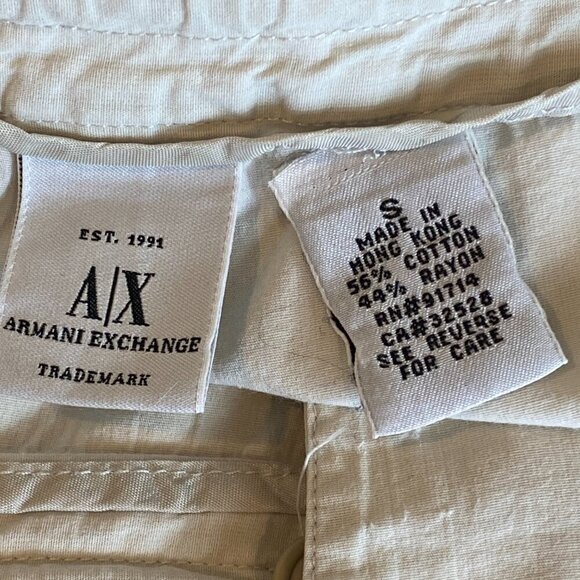 EST. 1991
A|X
ARMANI EXCHANGE
TRADEMARK
S
MADE IN
HONG KONG
56% COTTON
44% RAYON
RN#91714
CA#32526
SEE REVERSE
FOR CARE